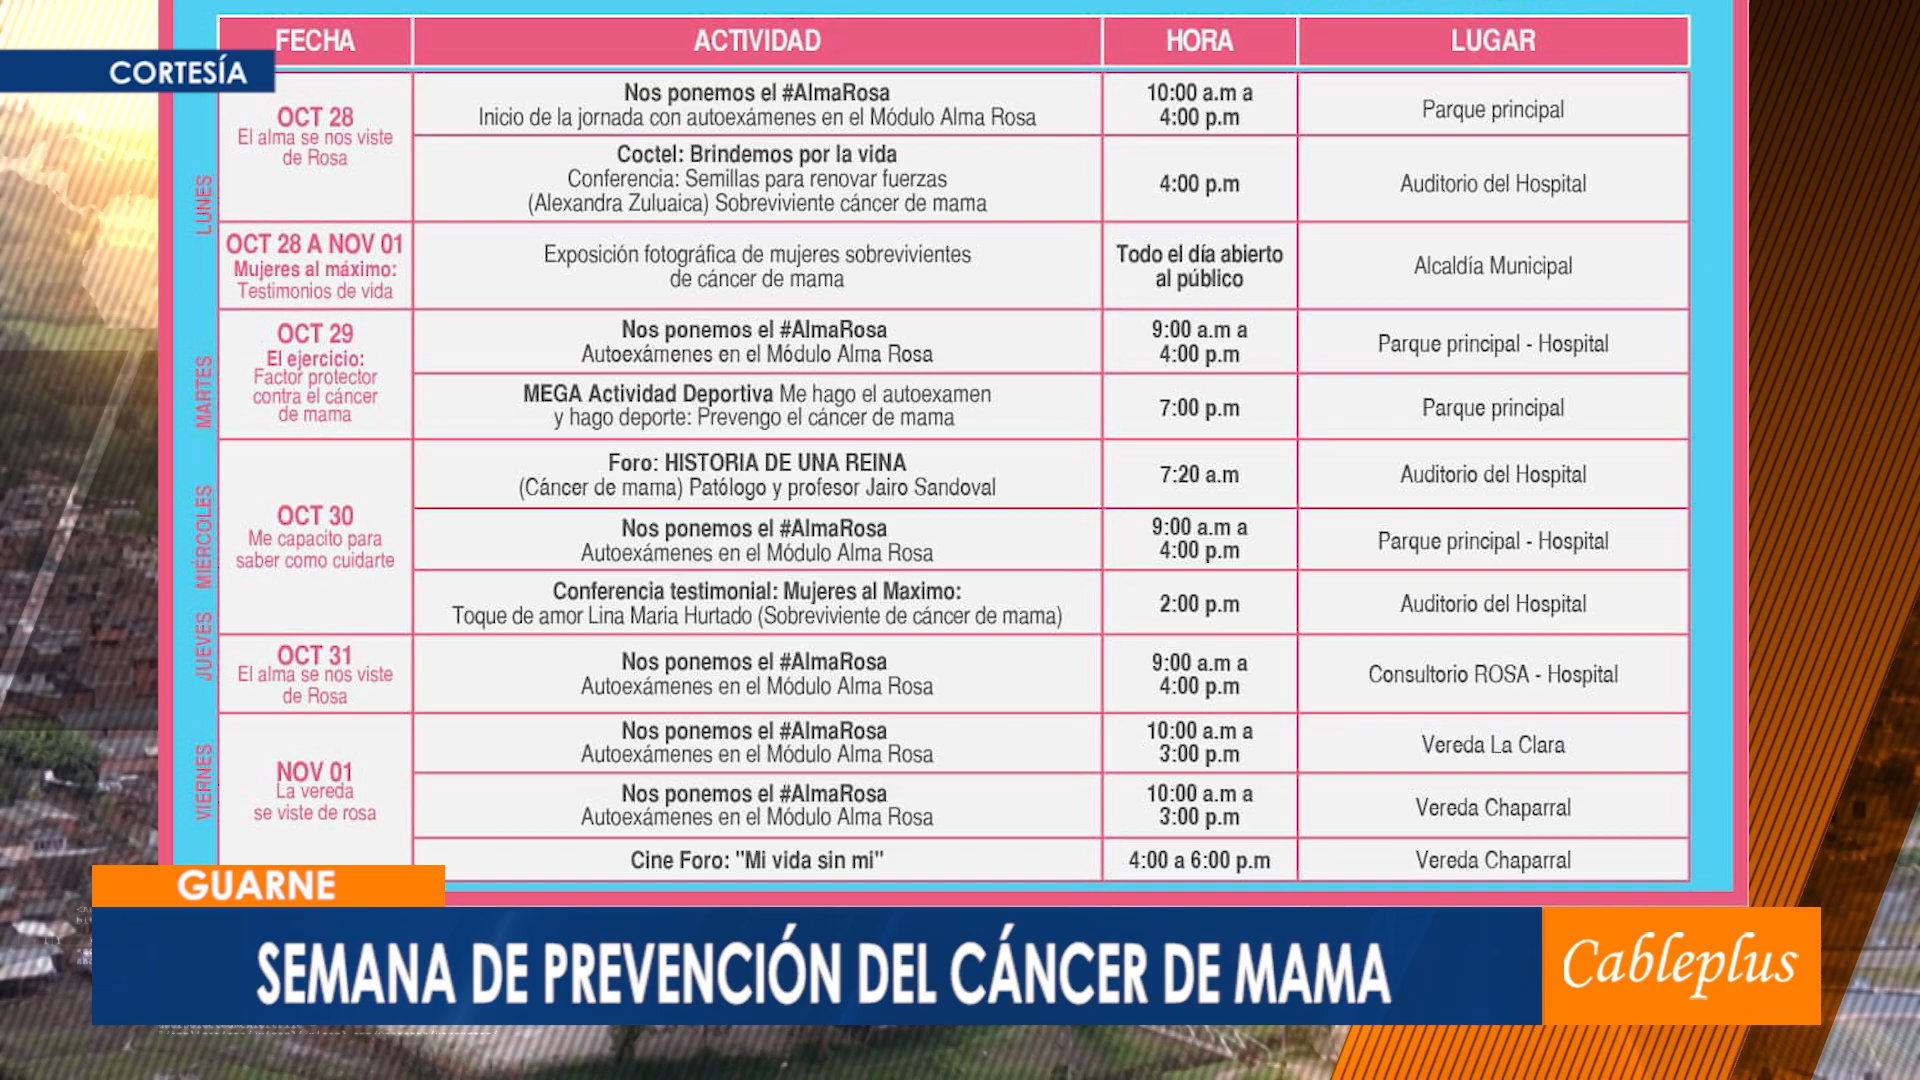 FECHA ACTIVIDAD HORA LUGAR
CORTESÍA
LUNES
OCT 28
El alma se nos viste
de Rosa
Nos ponemos el #AlmaRosa
Inicio de la jornada con autoexámenes en el Módulo Alma Rosa
10:00 a.m a
4:00 p.m
Parque principal
Coctel: Brindemos por la vida
Conferencia: Semillas para renovar fuerzas
(Alexandra Zuluaica) Sobreviviente cáncer de mama
4:00 p.m
Auditorio del Hospital
OCT 28 A NOV 01
Mujeres al máximo:
Testimonios de vida
Exposición fotográfica de mujeres sobrevivientes
de cáncer de mama
Todo el día abierto
al público
Alcaldía Municipal
MARTES
OCT 29
El ejercicio:
Factor protector
contra el cáncer
de mama
Nos ponemos el #AlmaRosa
Autoexámenes en el Módulo Alma Rosa
9:00 a.m a
4:00 p.m
Parque principal - Hospital
MEGA Actividad Deportiva Me hago el autoexamen
y hago deporte: Prevengo el cáncer de mama
7:00 p.m
Parque principal
MIÉRCOLES
OCT 30
Me capacito para
saber como cuidarte
Foro: HISTORIA DE UNA REINA
(Cáncer de mama) Patólogo y profesor Jairo Sandoval
7:20 a.m
Auditorio del Hospital
Nos ponemos el #AlmaRosa
Autoexámenes en el Módulo Alma Rosa
9:00 a.m a
4:00 p.m
Parque principal - Hospital
Conferencia testimonial: Mujeres al Maximo:
Toque de amor Lina Maria Hurtado (Sobreviviente de cáncer de mama)
2:00 p.m
Auditorio del Hospital
JUEVES
OCT 31
El alma se nos viste
de Rosa
Nos ponemos el #AlmaRosa
Autoexámenes en el Módulo Alma Rosa
9:00 a.m a
4:00 p.m
Consultorio ROSA - Hospital
VIERNES
NOV 01
La vereda
se viste de rosa
Nos ponemos el #AlmaRosa
Autoexámenes en el Módulo Alma Rosa
10:00 a.m a
3:00 p.m
Vereda La Clara
Nos ponemos el #AlmaRosa
Autoexámenes en el Módulo Alma Rosa
10:00 a.m a
3:00 p.m
Vereda Chaparral
Cine Foro: "Mi vida sin mi"
4:00 a 6:00 p.m
Vereda Chaparral
GUARNE
SEMANA DE PREVENCIÓN DEL CÁNCER DE MAMA
Cableplus